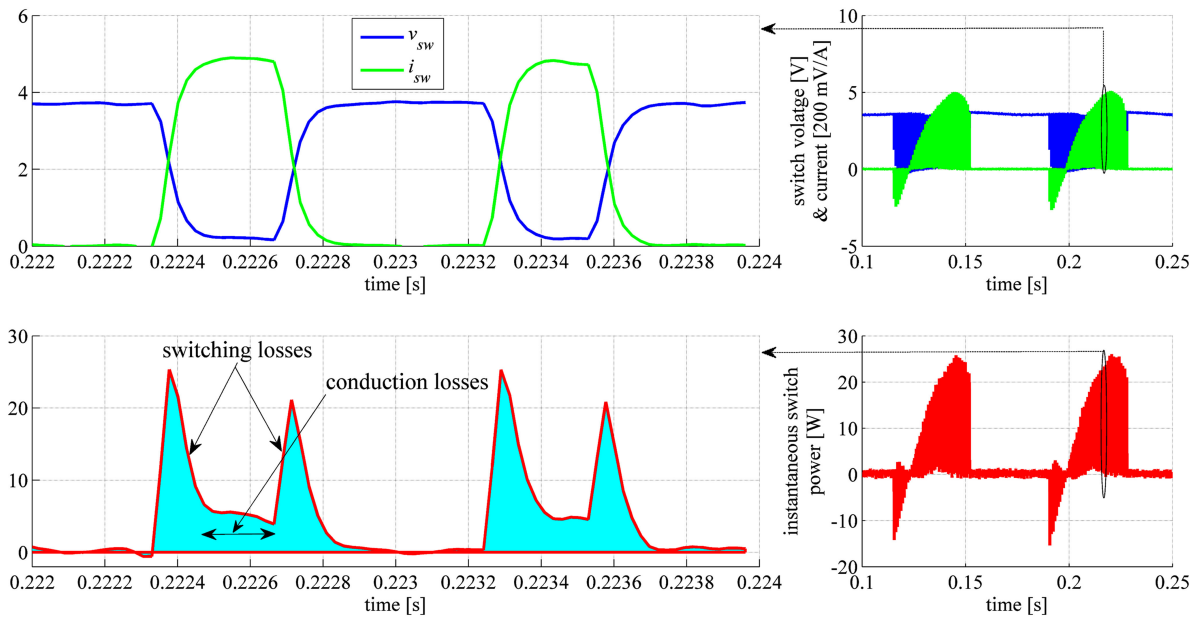 6
4
2
0
v_sw
i_sw
0.222 0.2222 0.2224 0.2226 0.2228 0.223 0.2232 0.2234 0.2236 0.2238 0.224
time [s]
switch volatge [V]
& current [200 mV/A]
10
5
0
-5
0.1 0.15 0.2 0.25
time [s]
30
20
10
0
switching losses
conduction losses
0.222 0.2222 0.2224 0.2226 0.2228 0.223 0.2232 0.2234 0.2236 0.2238 0.224
time [s]
instantaneous switch
power [W]
30
20
10
0
-10
-20
0.1 0.15 0.2 0.25
time [s]